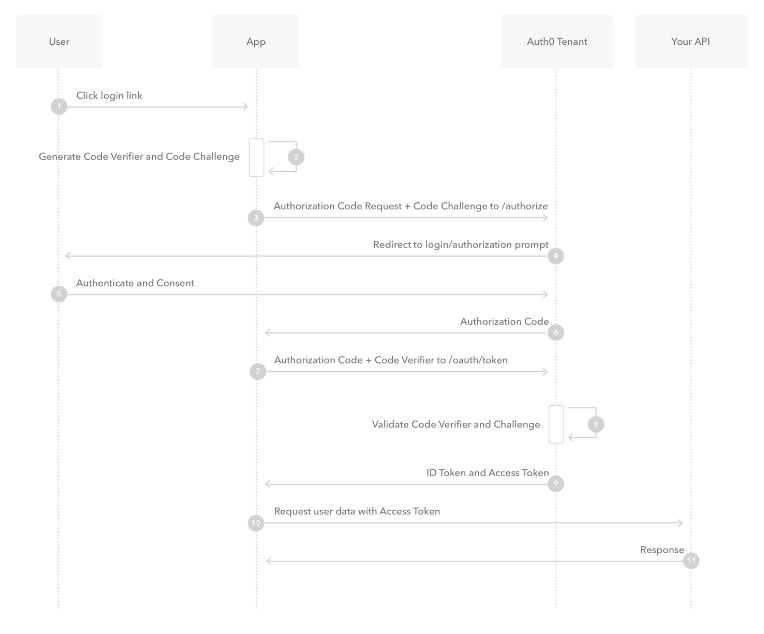 User
App
Auth0 Tenant
Your API
Click login link
1
Generate Code Verifier and Code Challenge
2
Authorization Code Request + Code Challenge to /authorize
3
Redirect to login/authorization prompt
4
Authenticate and Consent
5
Authorization Code
6
Authorization Code + Code Verifier to /oauth/token
7
Validate Code Verifier and Challenge
8
ID Token and Access Token
9
Request user data with Access Token
10
Response
11